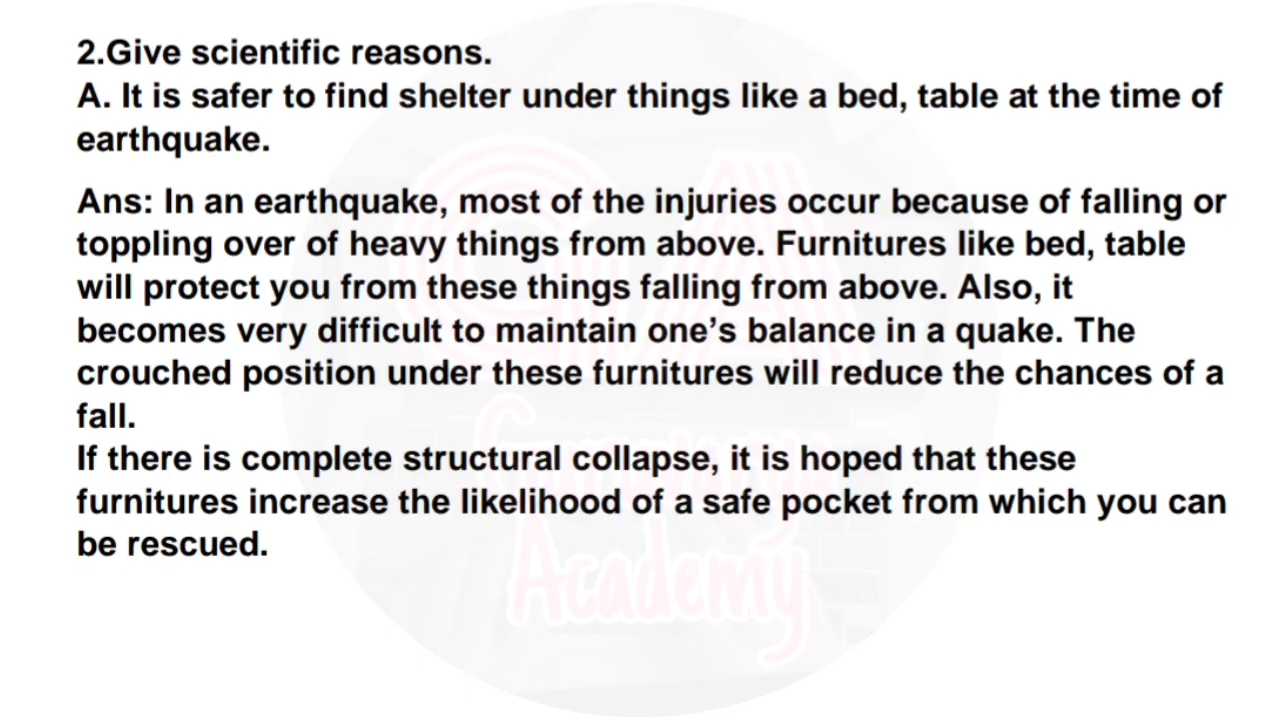 2.Give scientific reasons.
A. It is safer to find shelter under things like a bed, table at the time of
earthquake.
Ans: In an earthquake, most of the injuries occur because of falling or
toppling over of heavy things from above. Furnitures like bed, table
will protect you from these things falling from above. Also, it
becomes very difficult to maintain one’s balance in a quake. The
crouched position under these furnitures will reduce the chances of a
fall.
If there is complete structural collapse, it is hoped that these
furnitures increase the likelihood of a safe pocket from which you can
be rescued.
Academy